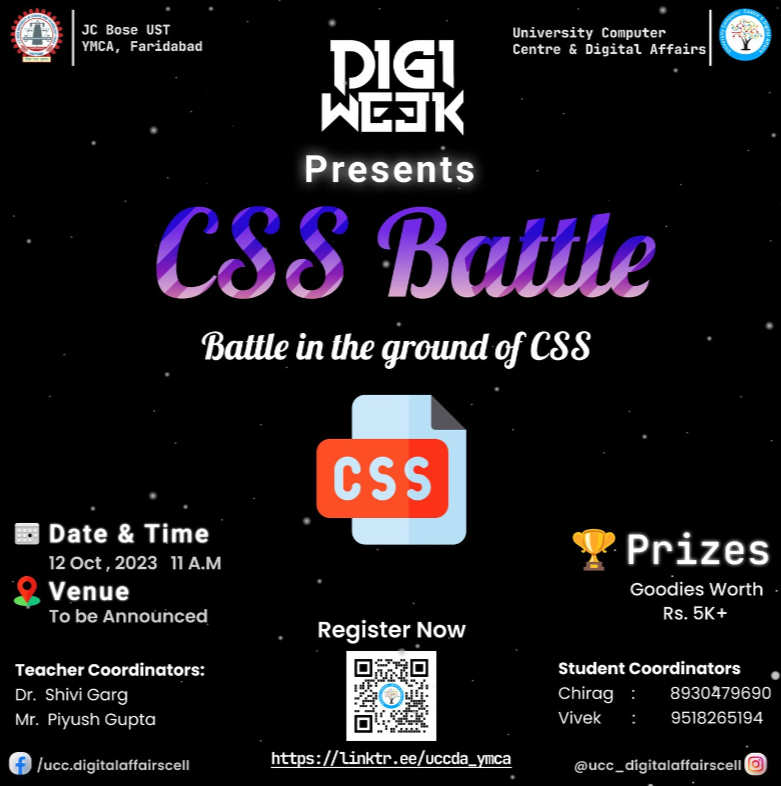 JC Bose UST
YMCA, Faridabad
University Computer
Centre & Digital Affairs
DIGI
WEEK
Presents
CSS Battle
Battle in the ground of CSS
CSS
Date & Time
12 Oct , 2023 11 A.M
Venue
To be Announced
Prizes
Goodies Worth
Rs. 5K+
Register Now
Teacher Coordinators:
Dr. Shivi Garg
Mr. Piyush Gupta
Student Coordinators
Chirag : 8930479690
Vivek : 9518265194
/ucc.digitalaffairscell
https://linktr.ee/uccda_ymca
@ucc_digitalaffairscell